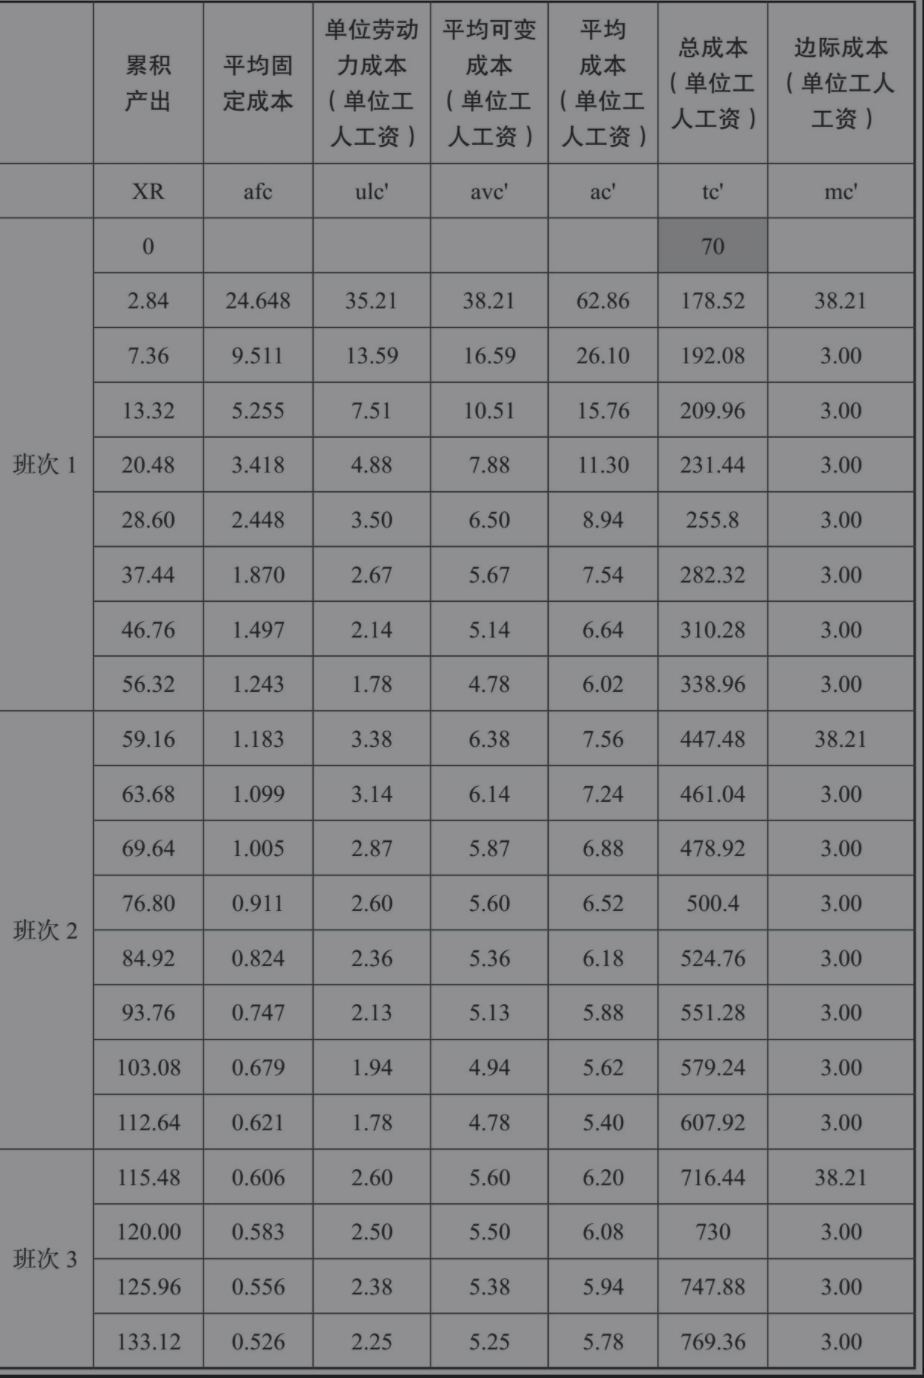 累积产出 平均固定成本 单位劳动力成本（单位工人工资） 平均可变成本（单位工人工资） 平均成本（单位工人工资） 总成本（单位工人工资） 边际成本（单位工人工资）
XR afc ulc' avc' ac' tc' mc'
班次 1
0 70
2.84 24.648 35.21 38.21 62.86 178.52 38.21
7.36 9.511 13.59 16.59 26.10 192.08 3.00
13.32 5.255 7.51 10.51 15.76 209.96 3.00
20.48 3.418 4.88 7.88 11.30 231.44 3.00
28.60 2.448 3.50 6.50 8.94 255.8 3.00
37.44 1.870 2.67 5.67 7.54 282.32 3.00
46.76 1.497 2.14 5.14 6.64 310.28 3.00
56.32 1.243 1.78 4.78 6.02 338.96 3.00
班次 2
59.16 1.183 3.38 6.38 7.56 447.48 38.21
63.68 1.099 3.14 6.14 7.24 461.04 3.00
69.64 1.005 2.87 5.87 6.88 478.92 3.00
76.80 0.911 2.60 5.60 6.52 500.4 3.00
84.92 0.824 2.36 5.36 6.18 524.76 3.00
93.76 0.747 2.13 5.13 5.88 551.28 3.00
103.08 0.679 1.94 4.94 5.62 579.24 3.00
112.64 0.621 1.78 4.78 5.40 607.92 3.00
班次 3
115.48 0.606 2.60 5.60 6.20 716.44 38.21
120.00 0.583 2.50 5.50 6.08 730 3.00
125.96 0.556 2.38 5.38 5.94 747.88 3.00
133.12 0.526 2.25 5.25 5.78 769.36 3.00